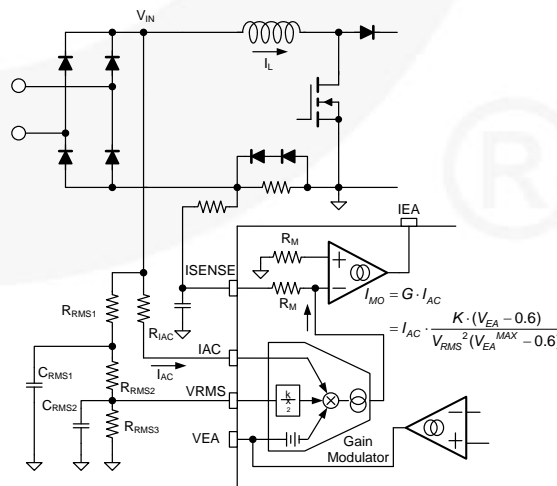 V_IN
I_L
IEA
R_M
+
−
ISENSE
R_M
I_MO = G · I_AC
= I_AC · K · (V_EA − 0.6) / V_RMS² (V_EA^MAX − 0.6)
R_RMS1
R_IAC
IAC
I_AC
C_RMS1
R_RMS2
C_RMS2
VRMS
k
x
2
R_RMS3
VEA
Gain
Modulator
−
+
®